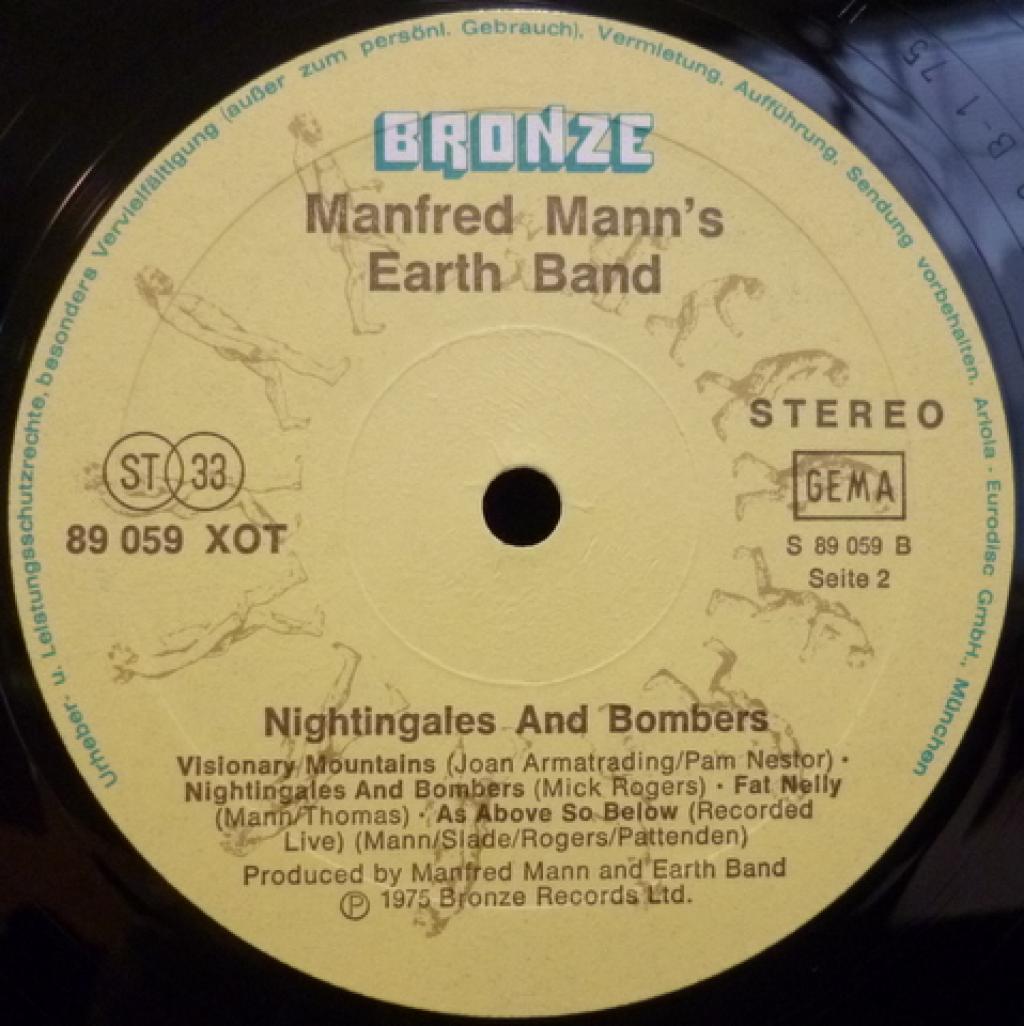 Urheber- u. Leistungsschutzrechte, besonders Vervielfältigung (außer zum persönl. Gebrauch). Vermietung. Aufführung. Sendung vorbehalten. Ariola - Eurodisc GmbH., München
BRONZE
Manfred Mann's
Earth Band
STEREO
ST 33
GEMA
89 059 XOT
S 89 059 B
Seite 2
Nightingales And Bombers
Visionary Mountains (Joan Armatrading/Pam Nestor) ·
Nightingales And Bombers (Mick Rogers) · Fat Nelly
(Mann/Thomas) · As Above So Below (Recorded
Live) (Mann/Slade/Rogers/Pattenden)
Produced by Manfred Mann and Earth Band
Ⓟ 1975 Bronze Records Ltd.
B-1 75